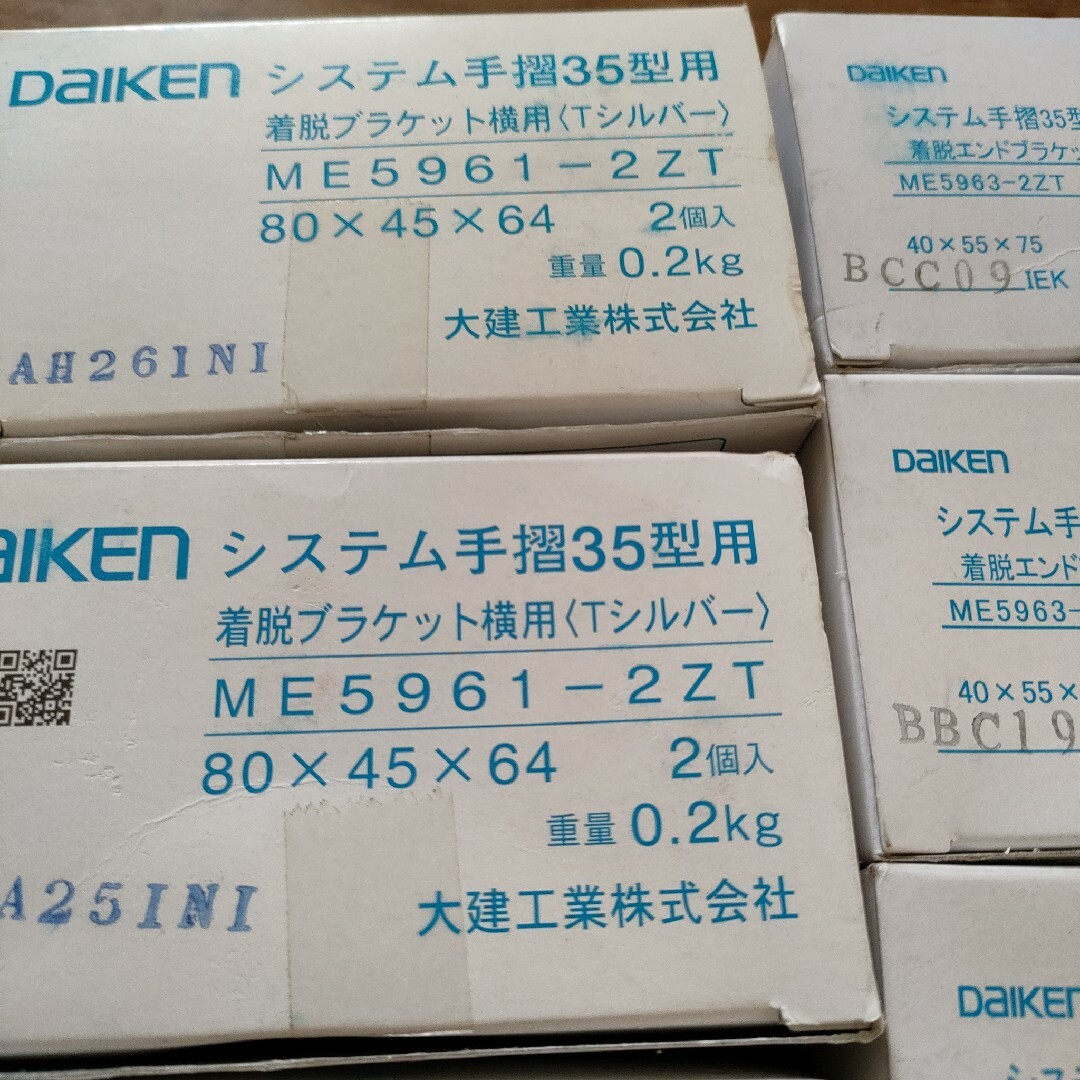 DAIKEN システム手摺35型用
着脱ブラケット横用〈Tシルバー〉
ME5961-2ZT
80×45×64 2個入
重量 0.2kg
大建工業株式会社
AH26INI
DAIKEN
システム手摺35型
着脱エンドブラケッ
ME5963-2ZT
40×55×75
BCC09 IEK
AIKEN システム手摺35型用
着脱ブラケット横用〈Tシルバー〉
ME5961-2ZT
80×45×64 2個入
重量 0.2kg
大建工業株式会社
A25INI
DAIKEN
システム手
着脱エンド
ME5963-
40×55×
BBC19
DAIKEN
システ